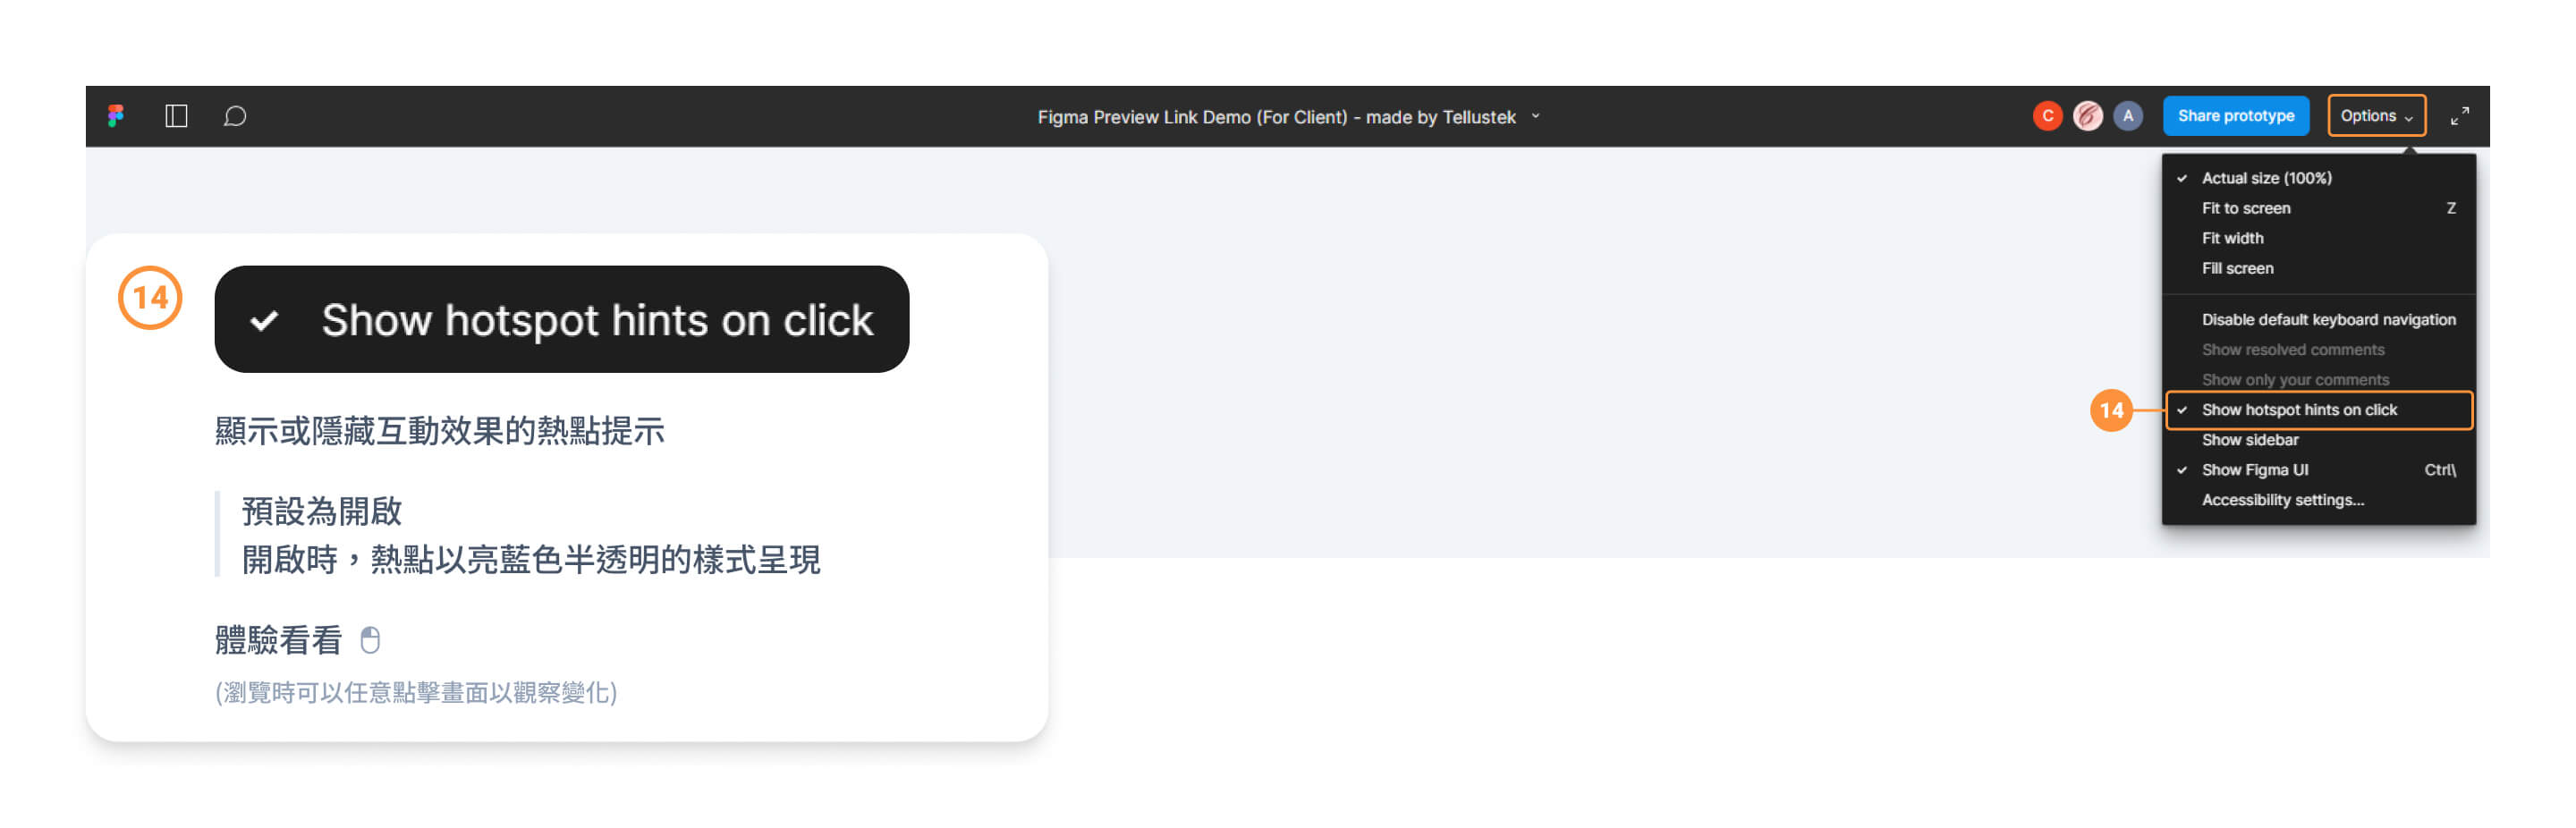 Figma Preview Link Demo (For Client) - made by Tellustek
C
A
Share prototype
Options
14
Show hotspot hints on click
顯示或隱藏互動效果的熱點提示
預設為開啟
開啟時，熱點以亮藍色半透明的樣式呈現
體驗看看
(瀏覽時可以任意點擊畫面以觀察變化)
Actual size (100%)
Fit to screen Z
Fit width
Fill screen
Disable default keyboard navigation
Show resolved comments
Show only your comments
14
Show hotspot hints on click
Show sidebar
Show Figma UI Ctrl\
Accessibility settings...